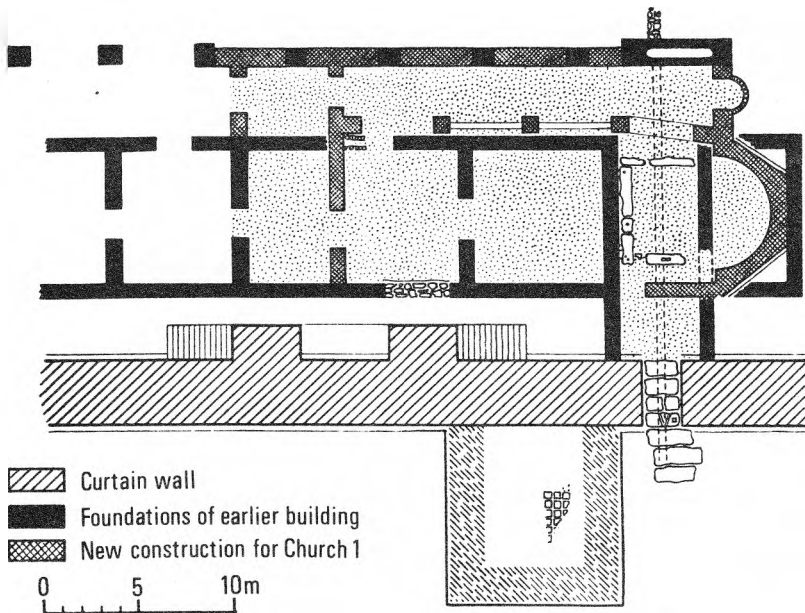 Curtain wall
Foundations of earlier building
New construction for Church 1
0 5 10m